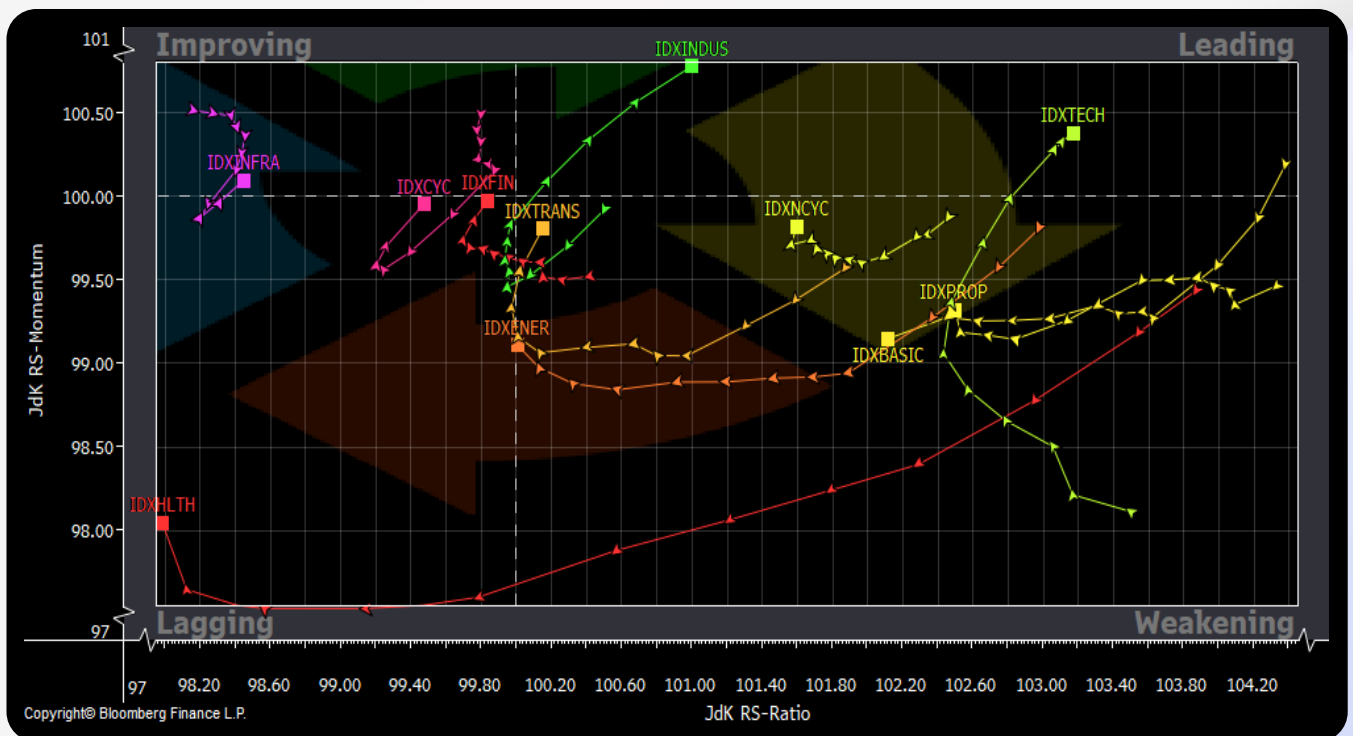 Improving
Leading
IDXINDUS
IDXTECH
IDXINFRA
IDXCYC
IDXFIN
IDXTRANS
IDXNCYC
IDXPROP
IDXENER
IDXBASIC
IDXHLTH
Lagging
Weakening
101
100.50
100.00
99.50
99.00
98.50
98.00
97
JdK RS-Momentum
97
98.20 98.60 99.00 99.40 99.80 100.20 100.60 101.00 101.40 101.80 102.20 102.60 103.00 103.40 103.80 104.20
JdK RS-Ratio
Copyright© Bloomberg Finance L.P.